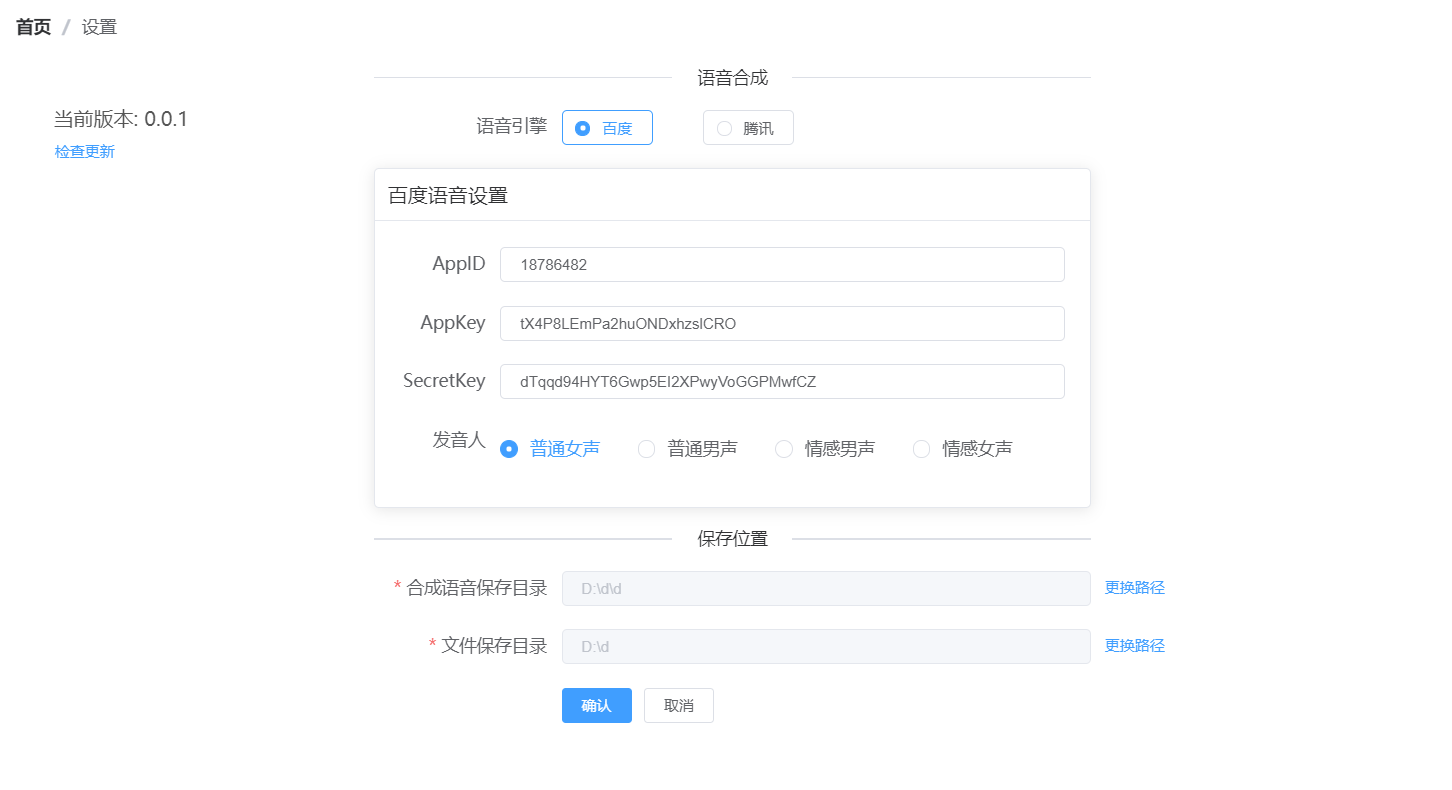 首页 / 设置
语音合成
当前版本: 0.0.1
检查更新
语音引擎 百度 腾讯
百度语音设置
AppID 18786482
AppKey tX4P8LEmPa2huONDxhzslCRO
SecretKey dTqqd94HYT6Gwp5EI2XPwyVoGGPMwfCZ
发音人 普通女声 普通男声 情感男声 情感女声
保存位置
* 合成语音保存目录 D:\d\d 更换路径
* 文件保存目录 D:\d 更换路径
确认 取消